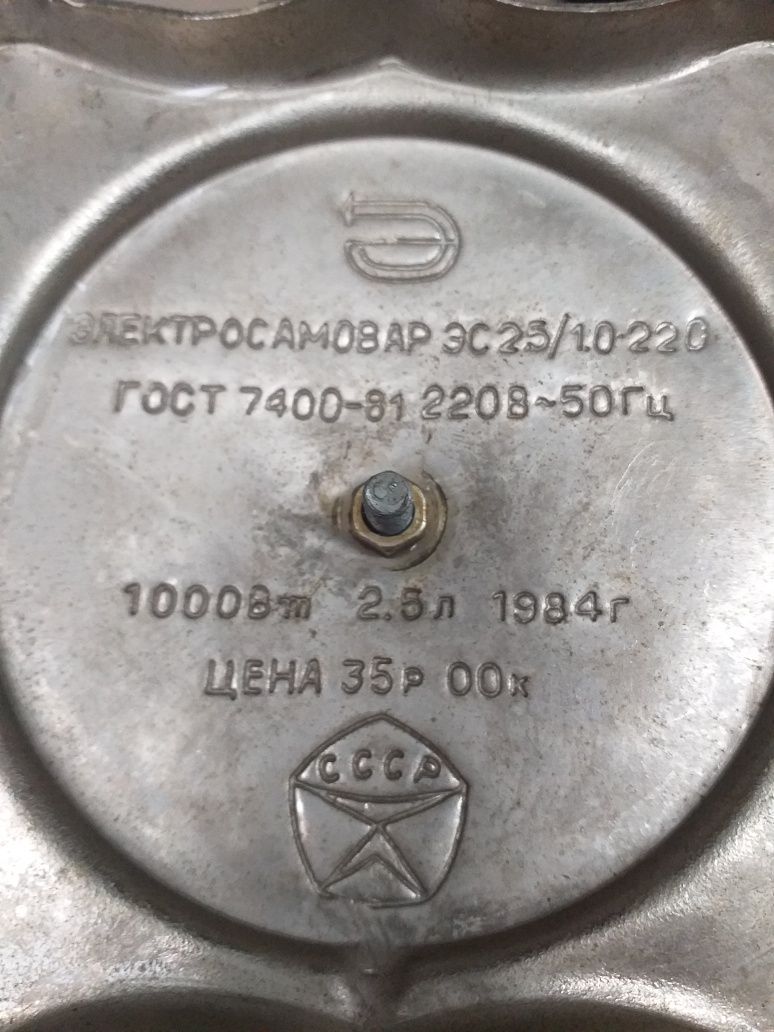 ЭЛЕКТРОСАМОВАР ЭС 2.5/1.0-220
ГОСТ 7400-81 220В~50Гц
1000Вт 2.5л 1984г
ЦЕНА 35р 00к
СССР